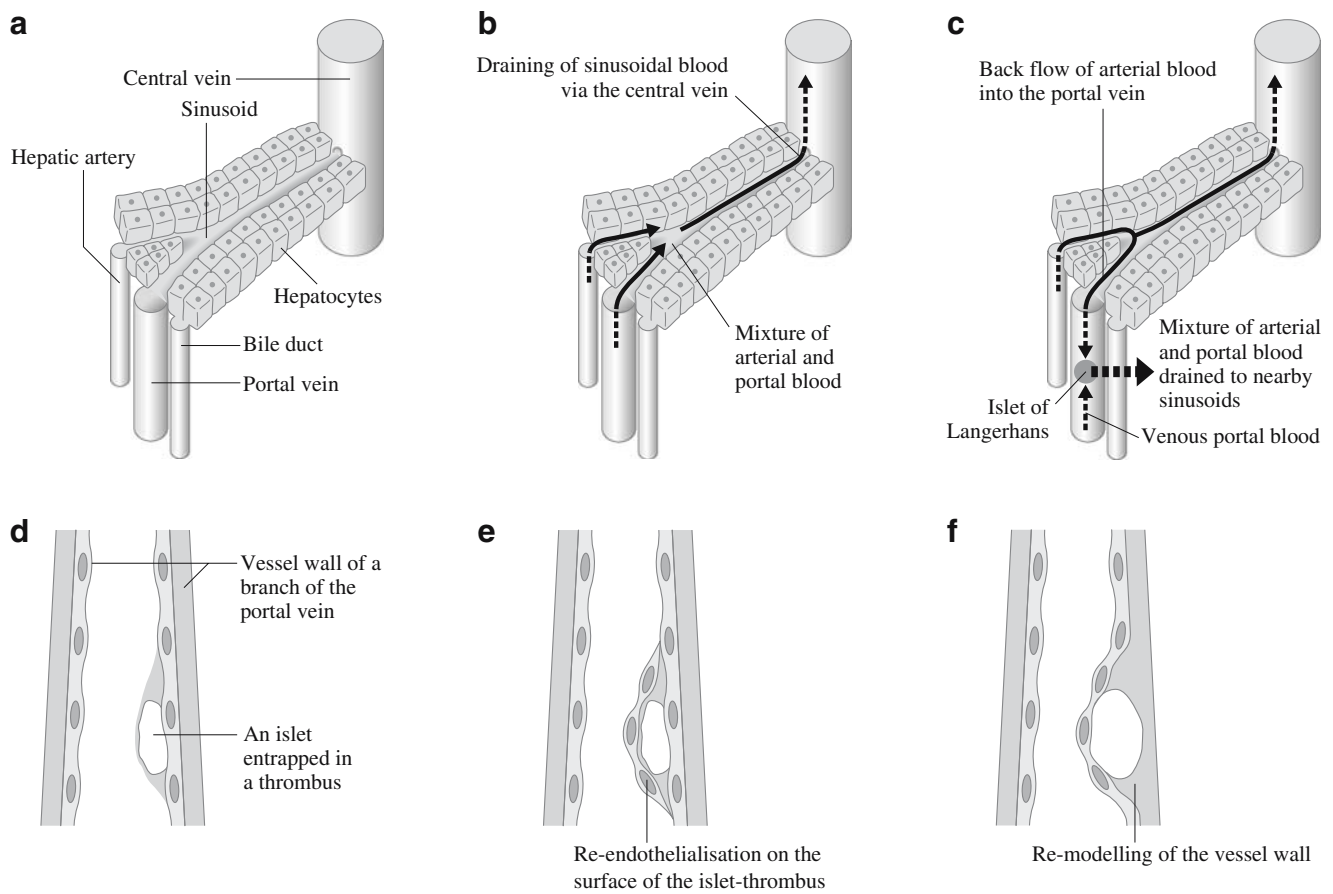 a
Central vein
Sinusoid
Hepatic artery
Hepatocytes
Bile duct
Portal vein
b
Draining of sinusoidal blood
via the central vein
Mixture of
arterial and
portal blood
c
Back flow of arterial blood
into the portal vein
Mixture of arterial
and portal blood
drained to nearby
sinusoids
Islet of
Langerhans
Venous portal blood
d
Vessel wall of a
branch of the
portal vein
An islet
entrapped in
a thrombus
e
Re-endothelialisation on the
surface of the islet-thrombus
f
Re-modelling of the vessel wall